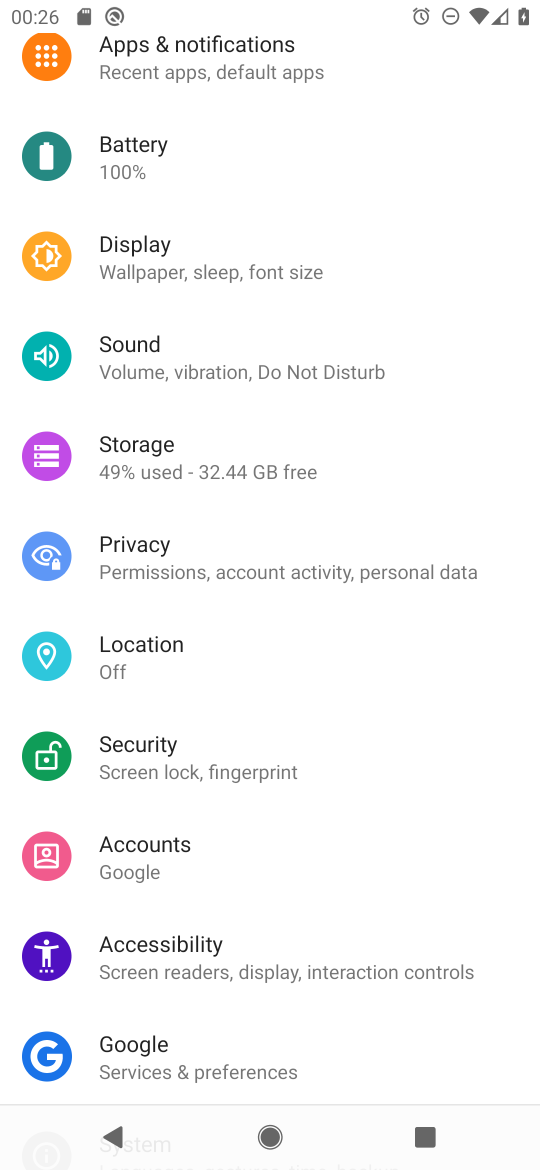 00:26
Apps & notifications
Recent apps, default apps
Battery
100%
Display
Wallpaper, sleep, font size
Sound
Volume, vibration, Do Not Disturb
Storage
49% used - 32.44 GB free
Privacy
Permissions, account activity, personal data
Location
Off
Security
Screen lock, fingerprint
Accounts
Google
Accessibility
Screen readers, display, interaction controls
Google
Services & preferences
System